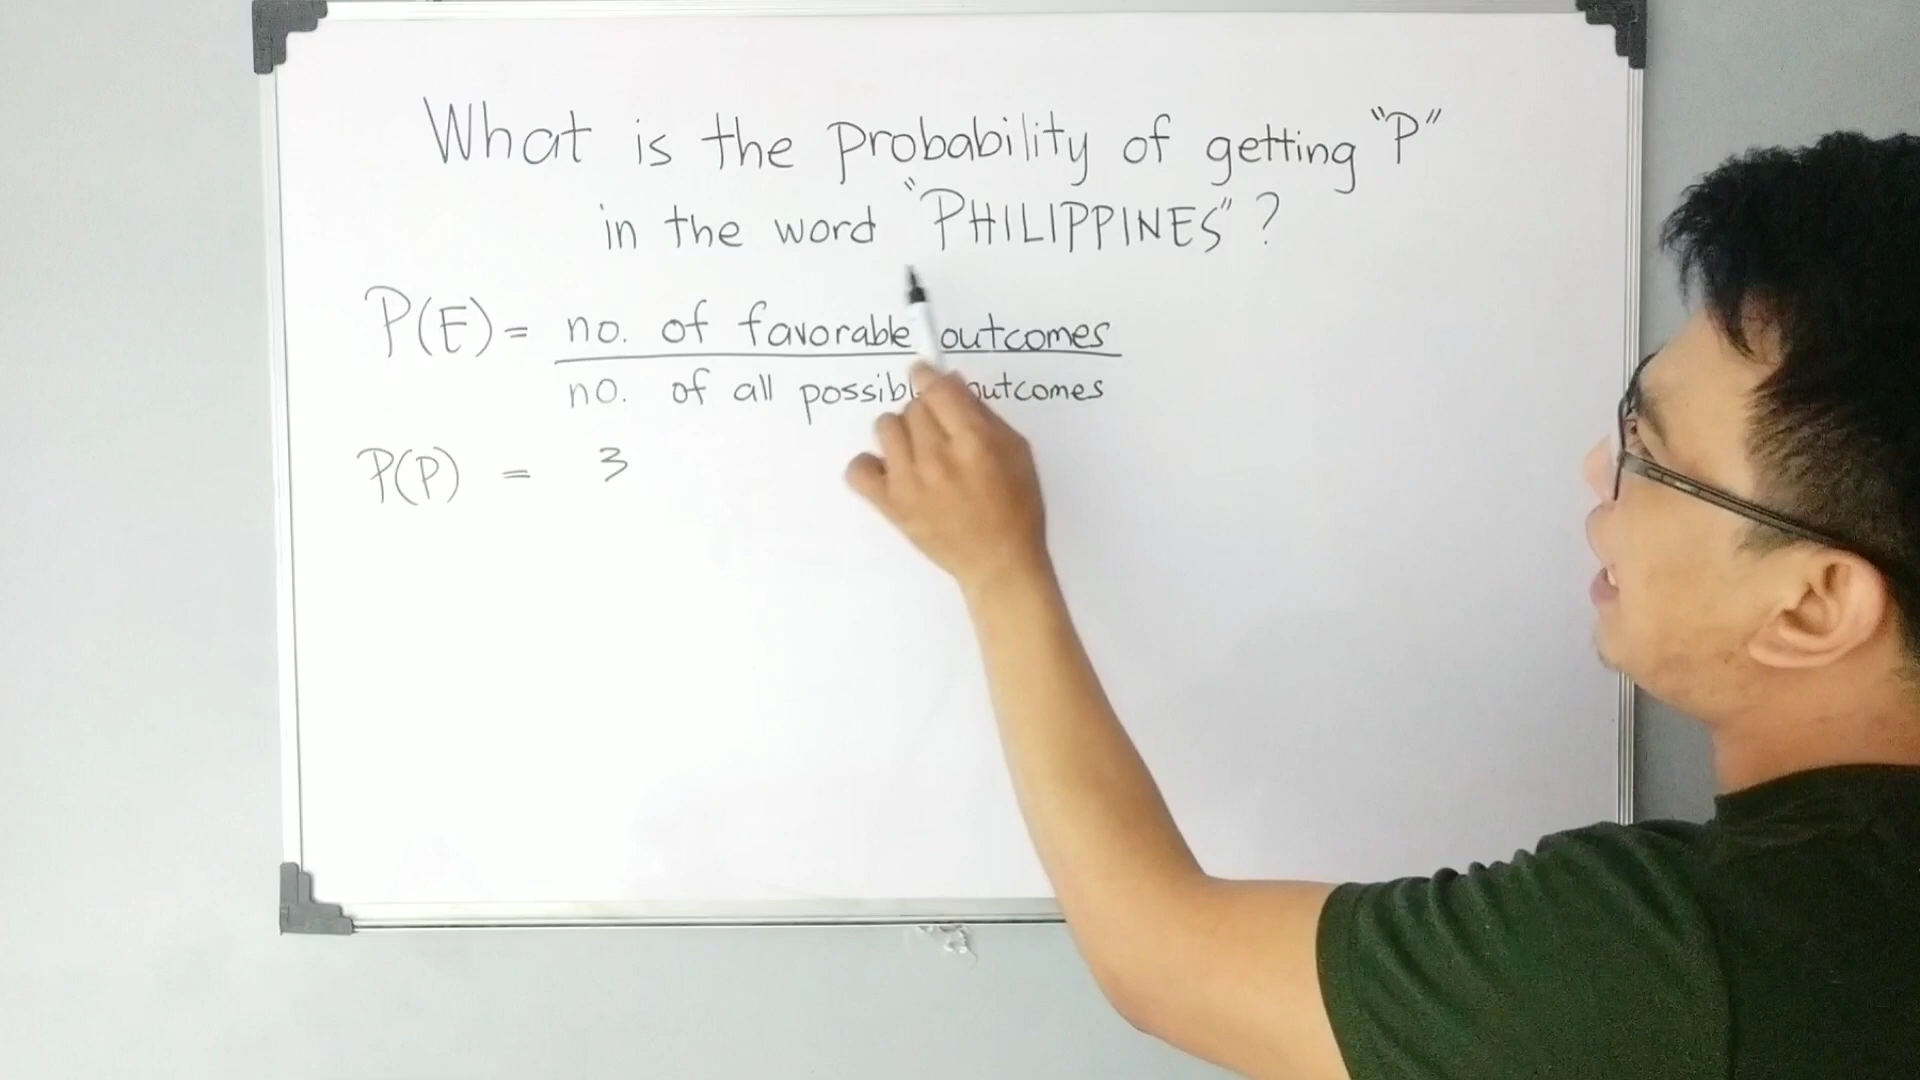 What is the probability of getting "P"
in the word "PHILIPPINES"?
P(E) = no. of favorable outcomes
no. of all possible outcomes
P(P) = 3